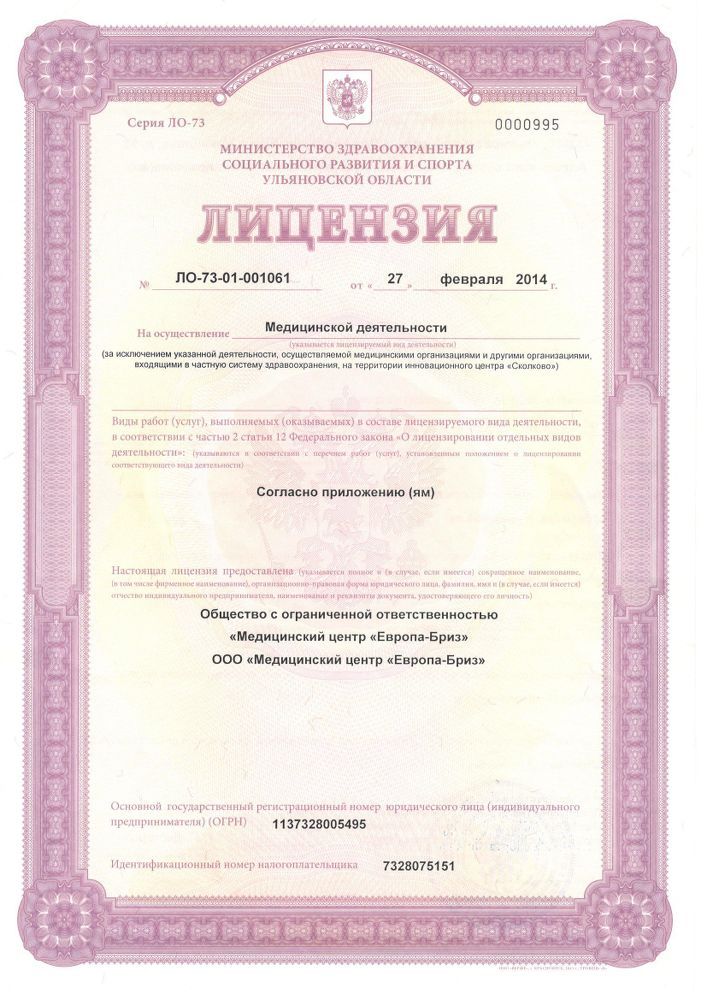 Серия ЛО-73
0000995
МИНИСТЕРСТВО ЗДРАВООХРАНЕНИЯ
СОЦИАЛЬНОГО РАЗВИТИЯ И СПОРТА
УЛЬЯНОВСКОЙ ОБЛАСТИ
ЛИЦЕНЗИЯ
№ ЛО-73-01-001061 от « 27 » февраля 2014 г.
На осуществление Медицинской деятельности
(указывается лицензируемый вид деятельности)
(за исключением указанной деятельности, осуществляемой медицинскими организациями и другими организациями,
входящими в частную систему здравоохранения, на территории инновационного центра «Сколково»)
Виды работ (услуг), выполняемых (оказываемых) в составе лицензируемого вида деятельности,
в соответствии с частью 2 статьи 12 Федерального закона «О лицензировании отдельных видов
деятельности»: (указываются в соответствии с перечнем работ (услуг), установленным положением о лицензировании
соответствующего вида деятельности)
Согласно приложению (ям)
Настоящая лицензия предоставлена (указывается полное и (в случае, если имеется) сокращенное наименование,
(в том числе фирменное наименование), организационно-правовая форма юридического лица, фамилия, имя и (в случае, если имеется)
отчество индивидуального предпринимателя, наименование и реквизиты документа, удостоверяющего его личность)
Общество с ограниченной ответственностью
«Медицинский центр «Европа-Бриз»
ООО «Медицинский центр «Европа-Бриз»
Основной государственный регистрационный номер юридического лица (индивидуального
предпринимателя) (ОГРН) 1137328005495
Идентификационный номер налогоплательщика 7328075151